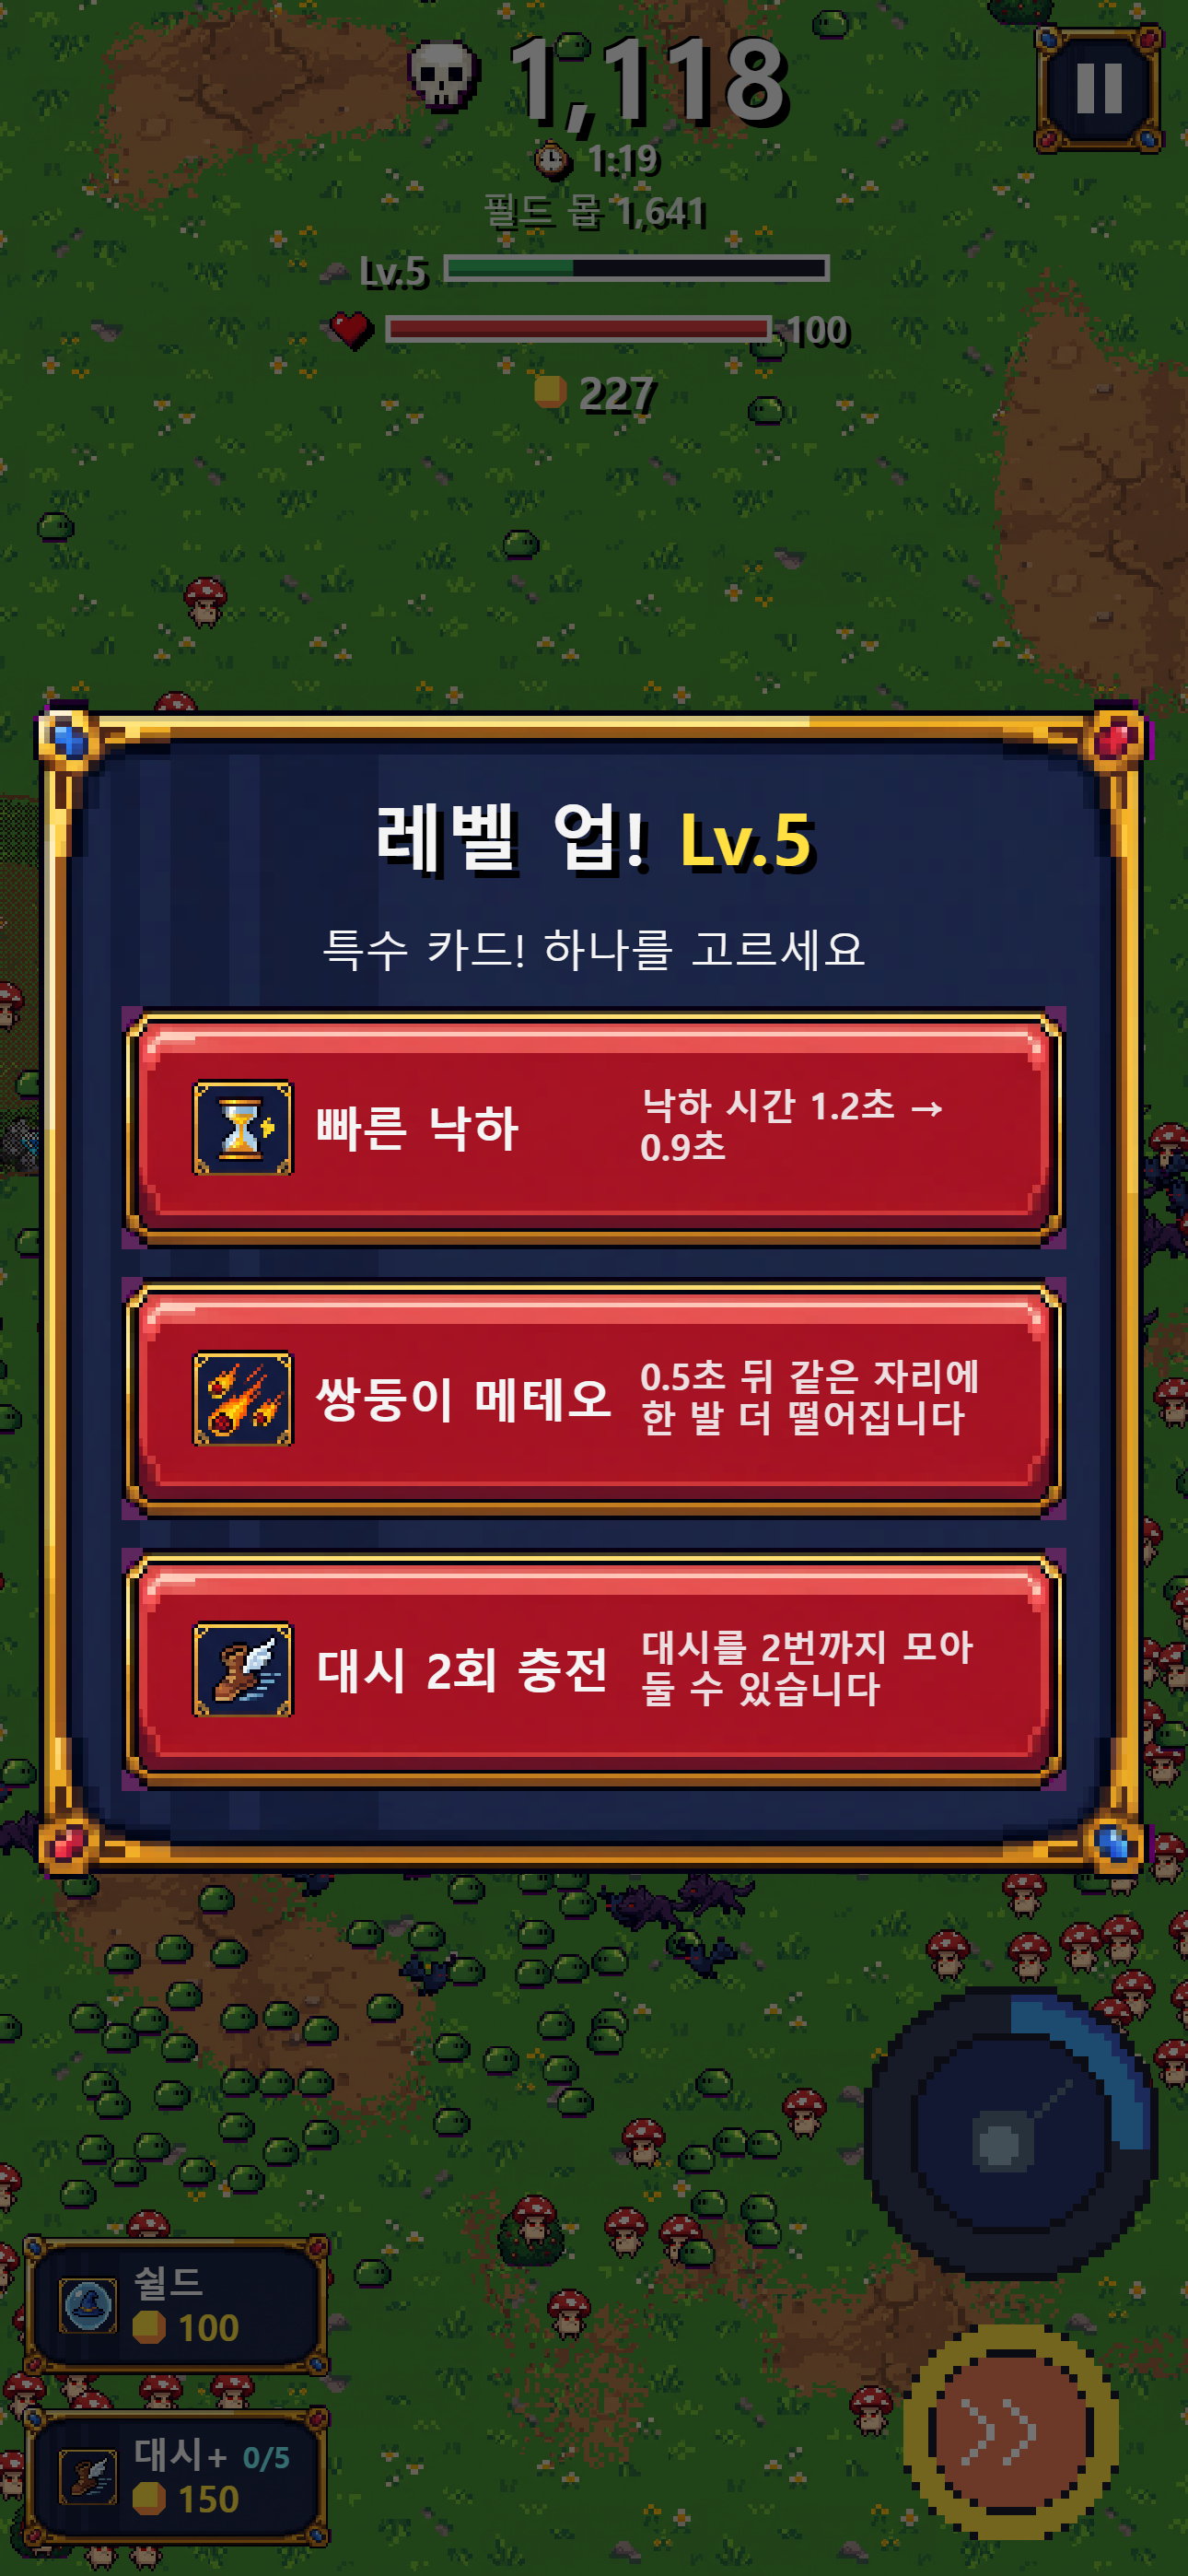 1,118
1:19
필드 몹 1,641
Lv.5
100
227
레벨 업! Lv.5
특수 카드! 하나를 고르세요
빠른 낙하
낙하 시간 1.2초 →
0.9초
쌍둥이 메테오
0.5초 뒤 같은 자리에
한 발 더 떨어집니다
대시 2회 충전
대시를 2번까지 모아
둘 수 있습니다
쉴드
100
대시+ 0/5
150